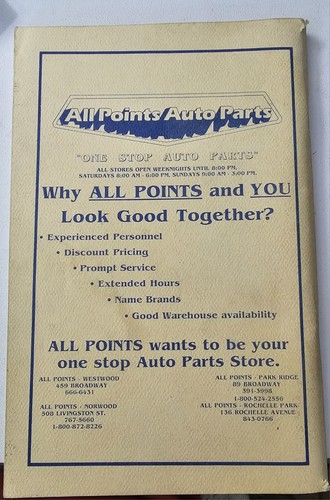 All Points Auto Parts
"ONE STOP AUTO PARTS"
ALL STORES OPEN WEEKNIGHTS UNTIL 8:00 PM,
SATURDAYS 8:00 AM - 6:00 PM, SUNDAYS 9:00 AM - 3:00 PM.
Why ALL POINTS and YOU
Look Good Together?
• Experienced Personnel
• Discount Pricing
• Prompt Service
• Extended Hours
• Name Brands
• Good Warehouse availability
ALL POINTS wants to be your
one stop Auto Parts Store.
ALL POINTS - WESTWOOD
459 BROADWAY
666-6431
ALL POINTS - PARK RIDGE
89 BROADWAY
391-3998
1-800-524-2550
ALL POINTS - NORWOOD
508 LIVINGSTON ST.
767-5660
1-800-872-8226
ALL POINTS - ROCHELLE PARK
136 ROCHELLE AVENUE
843-0766